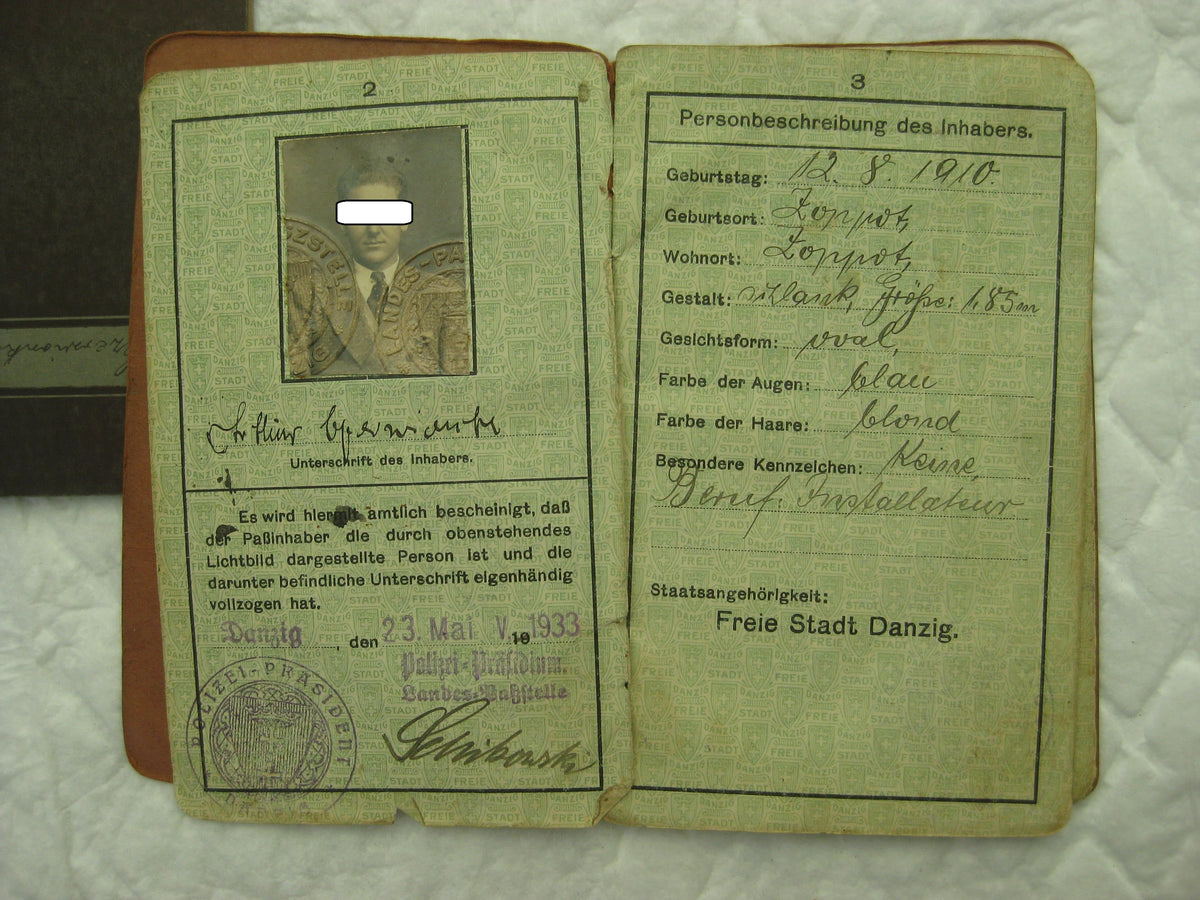 2
Arthur
Unterschrift des Inhabers.
Es wird hiermit amtlich bescheinigt, daß
der Paßinhaber die durch obenstehendes
Lichtbild dargestellte Person ist und die
darunter befindliche Unterschrift eigenhändig
vollzogen hat.
Danzig, den 23. Mai V. 19 1933
Polizei-Präsidium.
Landes-Paßstelle
POLIZEI-PRÄSIDENT
3
Personbeschreibung des Inhabers.
Geburtstag: 12. 8. 1910.
Geburtsort: Zoppot,
Wohnort: Zoppot,
Gestalt: schlank, Größe: 1,85 m
Gesichtsform: oval,
Farbe der Augen: blau
Farbe der Haare: blond
Besondere Kennzeichen: Keine,
Beruf: Installateur
Staatsangehörigkeit:
Freie Stadt Danzig.